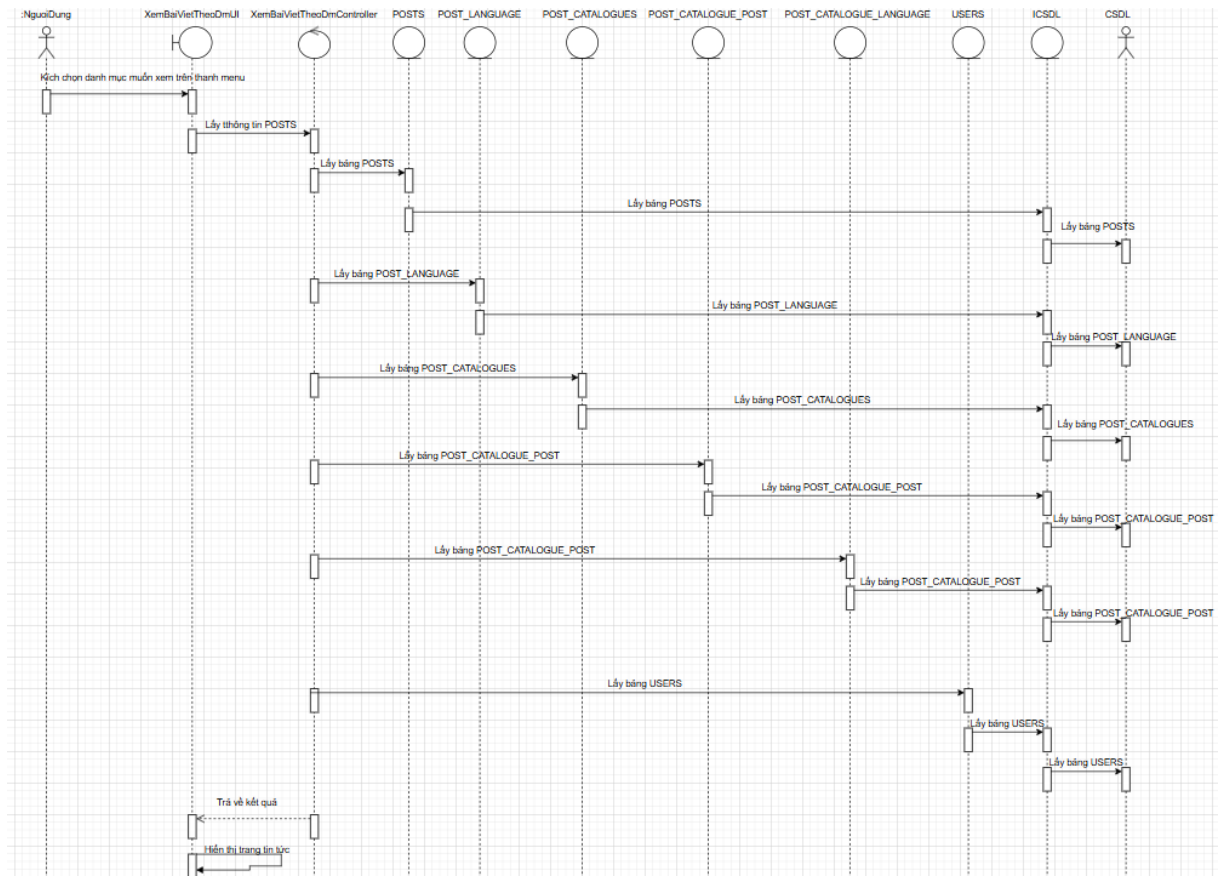 :NguoiDung XemBaiVietTheoDmUI XemBaiVietTheoDmController POSTS POST_LANGUAGE POST_CATALOGUES POST_CATALOGUE_POST POST_CATALOGUE_LANGUAGE USERS ICSDL CSDL
Kích chọn danh mục muốn xem trên thanh menu
Lấy tthông tin POSTS
Lấy bảng POSTS
Lấy bảng POSTS
Lấy bảng POSTS
Lấy bảng POST_LANGUAGE
Lấy bảng POST_LANGUAGE
Lấy bảng POST_LANGUAGE
Lấy bảng POST_CATALOGUES
Lấy bảng POST_CATALOGUES
Lấy bảng POST_CATALOGUES
Lấy bảng POST_CATALOGUE_POST
Lấy bảng POST_CATALOGUE_POST
Lấy bảng POST_CATALOGUE_POST
Lấy bảng POST_CATALOGUE_POST
Lấy bảng POST_CATALOGUE_POST
Lấy bảng POST_CATALOGUE_POST
Lấy bảng USERS
Lấy bảng USERS
Lấy bảng USERS
Trả về kết quả
Hiển thị trang tin tức